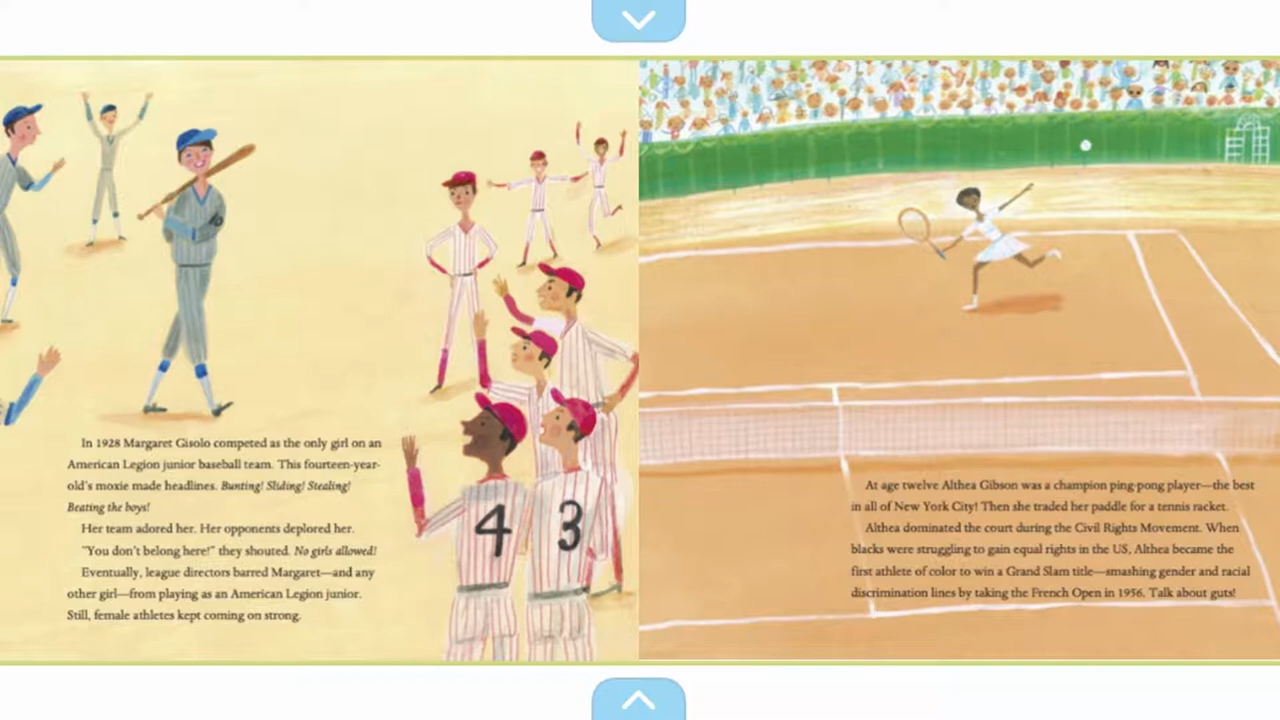 In 1928 Margaret Gisolo competed as the only girl on an
American Legion junior baseball team. This fourteen-year-
old's moxie made headlines. Bunting! Sliding! Stealing!
Beating the boys!
Her team adored her. Her opponents deplored her.
"You don't belong here!" they shouted. No girls allowed!
Eventually, league directors barred Margaret—and any
other girl—from playing as an American Legion junior.
Still, female athletes kept coming on strong.
4 3
At age twelve Althea Gibson was a champion ping-pong player—the best
in all of New York City! Then she traded her paddle for a tennis racket.
Althea dominated the court during the Civil Rights Movement. When
blacks were struggling to gain equal rights in the US, Althea became the
first athlete of color to win a Grand Slam title—smashing gender and racial
discrimination lines by taking the French Open in 1956. Talk about guts!